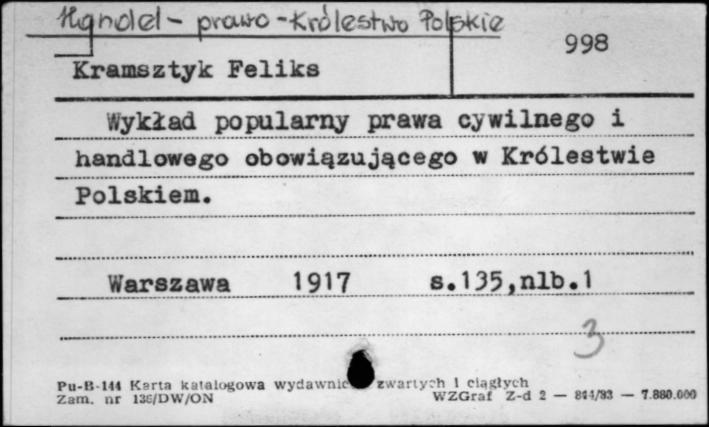 Handel - prawo - Królestwo Polskie
998
Kramsztyk Feliks
Wykład popularny prawa cywilnego i
handlowego obowiązującego w Królestwie
Polskiem.
Warszawa 1917 s.135,nlb.1
3
Pu-B-144 Karta katalogowa wydawnic zwartych i ciągłych
Zam. nr 136/DW/ON WZGraf Z-d 2 — 844/83 — 7.880.000